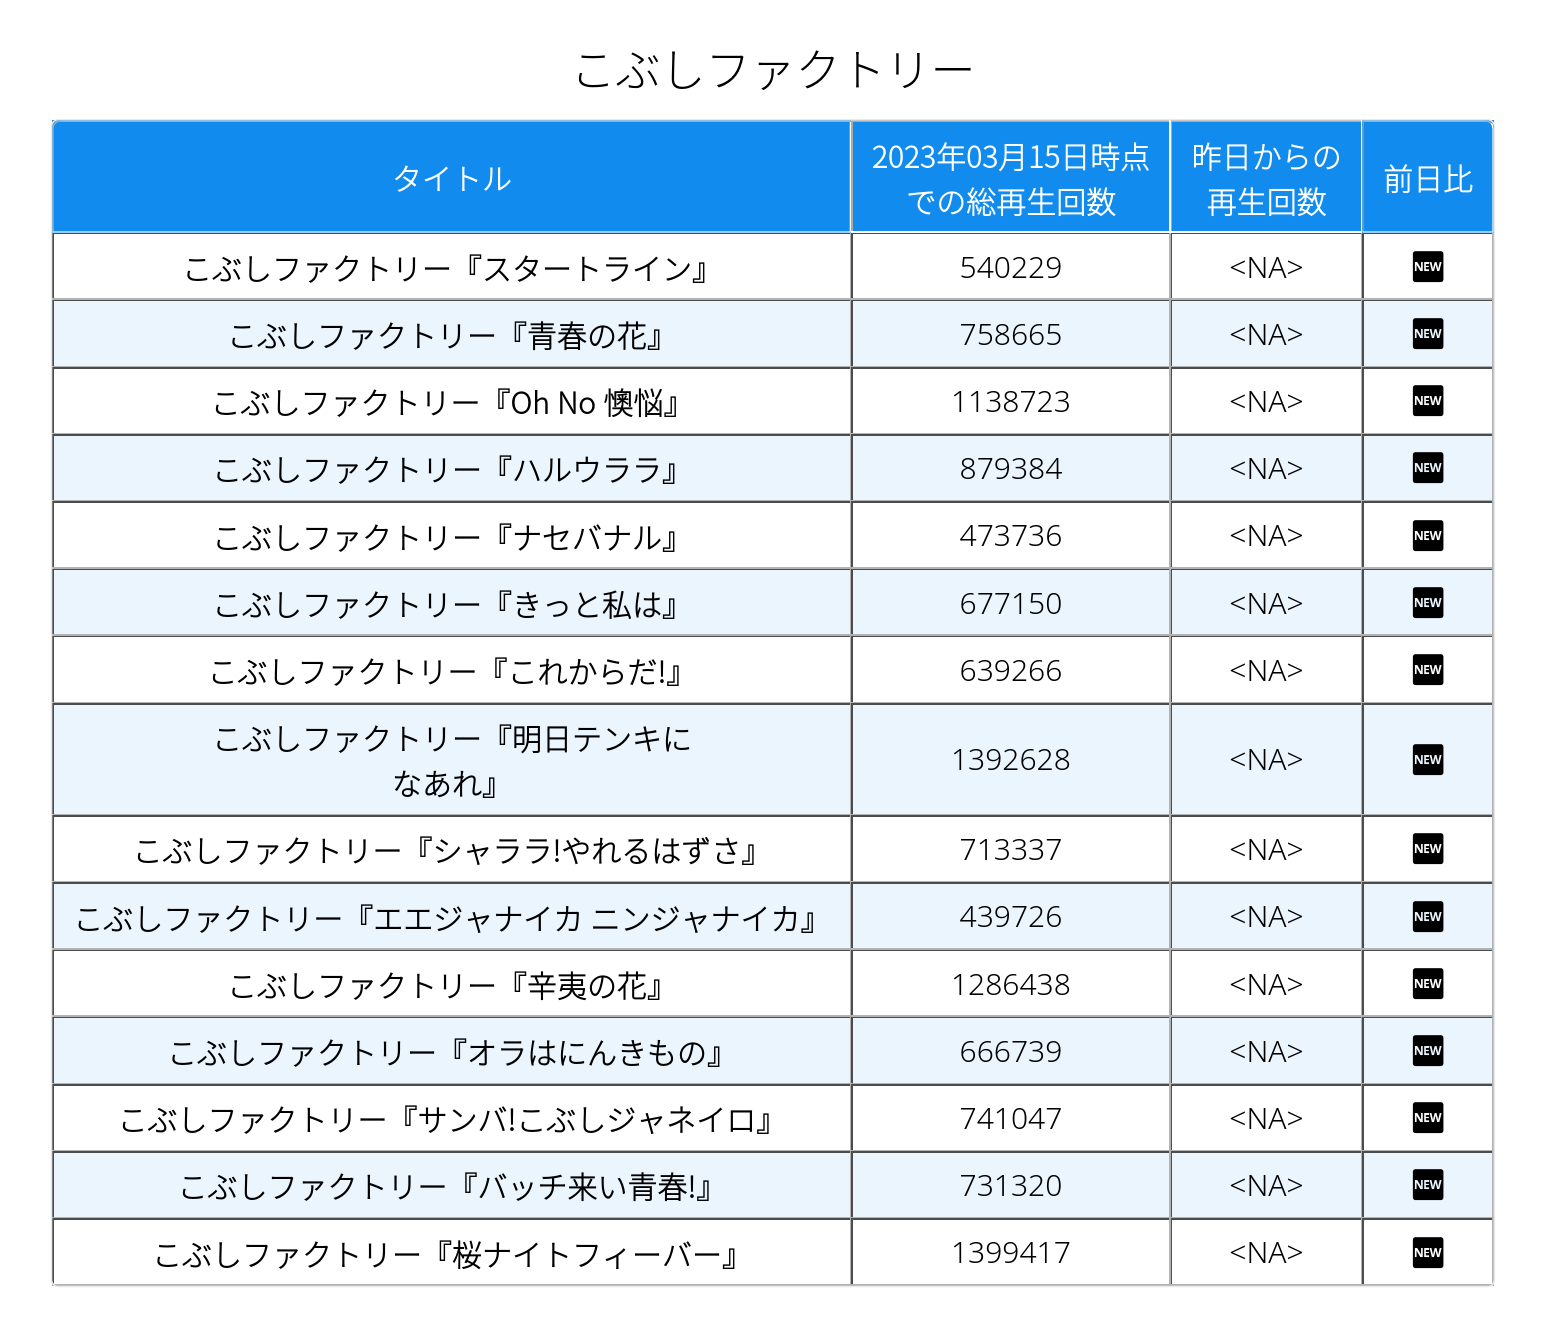 こぶしファクトリー
タイトル
2023年03月15日時点
での総再生回数
昨日からの
再生回数
前日比
こぶしファクトリー『スタートライン』 540229 <NA> NEW
こぶしファクトリー『青春の花』 758665 <NA> NEW
こぶしファクトリー『Oh No 懊悩』 1138723 <NA> NEW
こぶしファクトリー『ハルウララ』 879384 <NA> NEW
こぶしファクトリー『ナセバナル』 473736 <NA> NEW
こぶしファクトリー『きっと私は』 677150 <NA> NEW
こぶしファクトリー『これからだ!』 639266 <NA> NEW
こぶしファクトリー『明日テンキに
なあれ』 1392628 <NA> NEW
こぶしファクトリー『シャララ!やれるはずさ』 713337 <NA> NEW
こぶしファクトリー『エエジャナイカ ニンジャナイカ』 439726 <NA> NEW
こぶしファクトリー『辛夷の花』 1286438 <NA> NEW
こぶしファクトリー『オラはにんきもの』 666739 <NA> NEW
こぶしファクトリー『サンバ!こぶしジャネイロ』 741047 <NA> NEW
こぶしファクトリー『バッチ来い青春!』 731320 <NA> NEW
こぶしファクトリー『桜ナイトフィーバー』 1399417 <NA> NEW